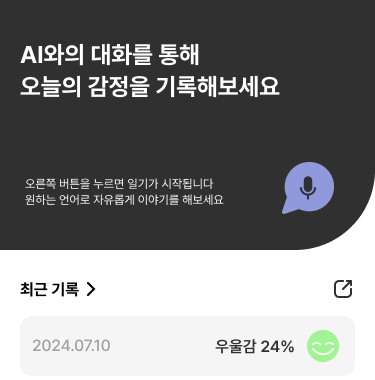 AI와의 대화를 통해
오늘의 감정을 기록해보세요
오른쪽 버튼을 누르면 일기가 시작됩니다
원하는 언어로 자유롭게 이야기를 해보세요
최근 기록
2024.07.10 우울감 24%